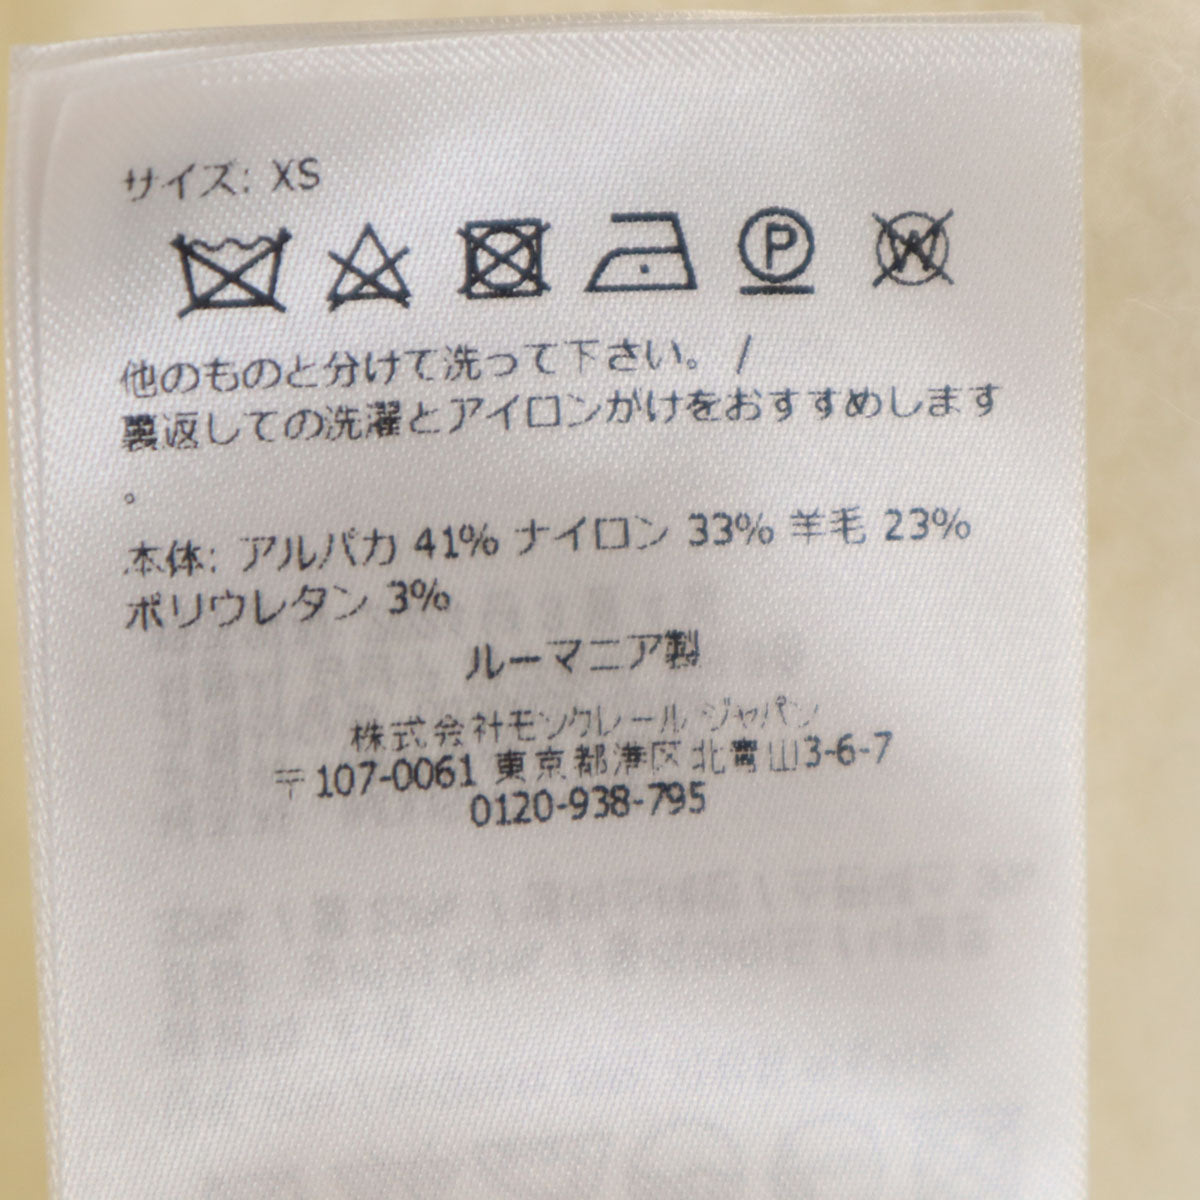 サイズ: XS
P W
他のものと分けて洗って下さい。 /
裏返しての洗濯とアイロンがけをおすすめします
。
本体: アルパカ 41% ナイロン 33% 羊毛 23%
ポリウレタン 3%
ルーマニア製
株式会社モンクレール ジャパン
〒107-0061 東京都港区北青山3-6-7
0120-938-795